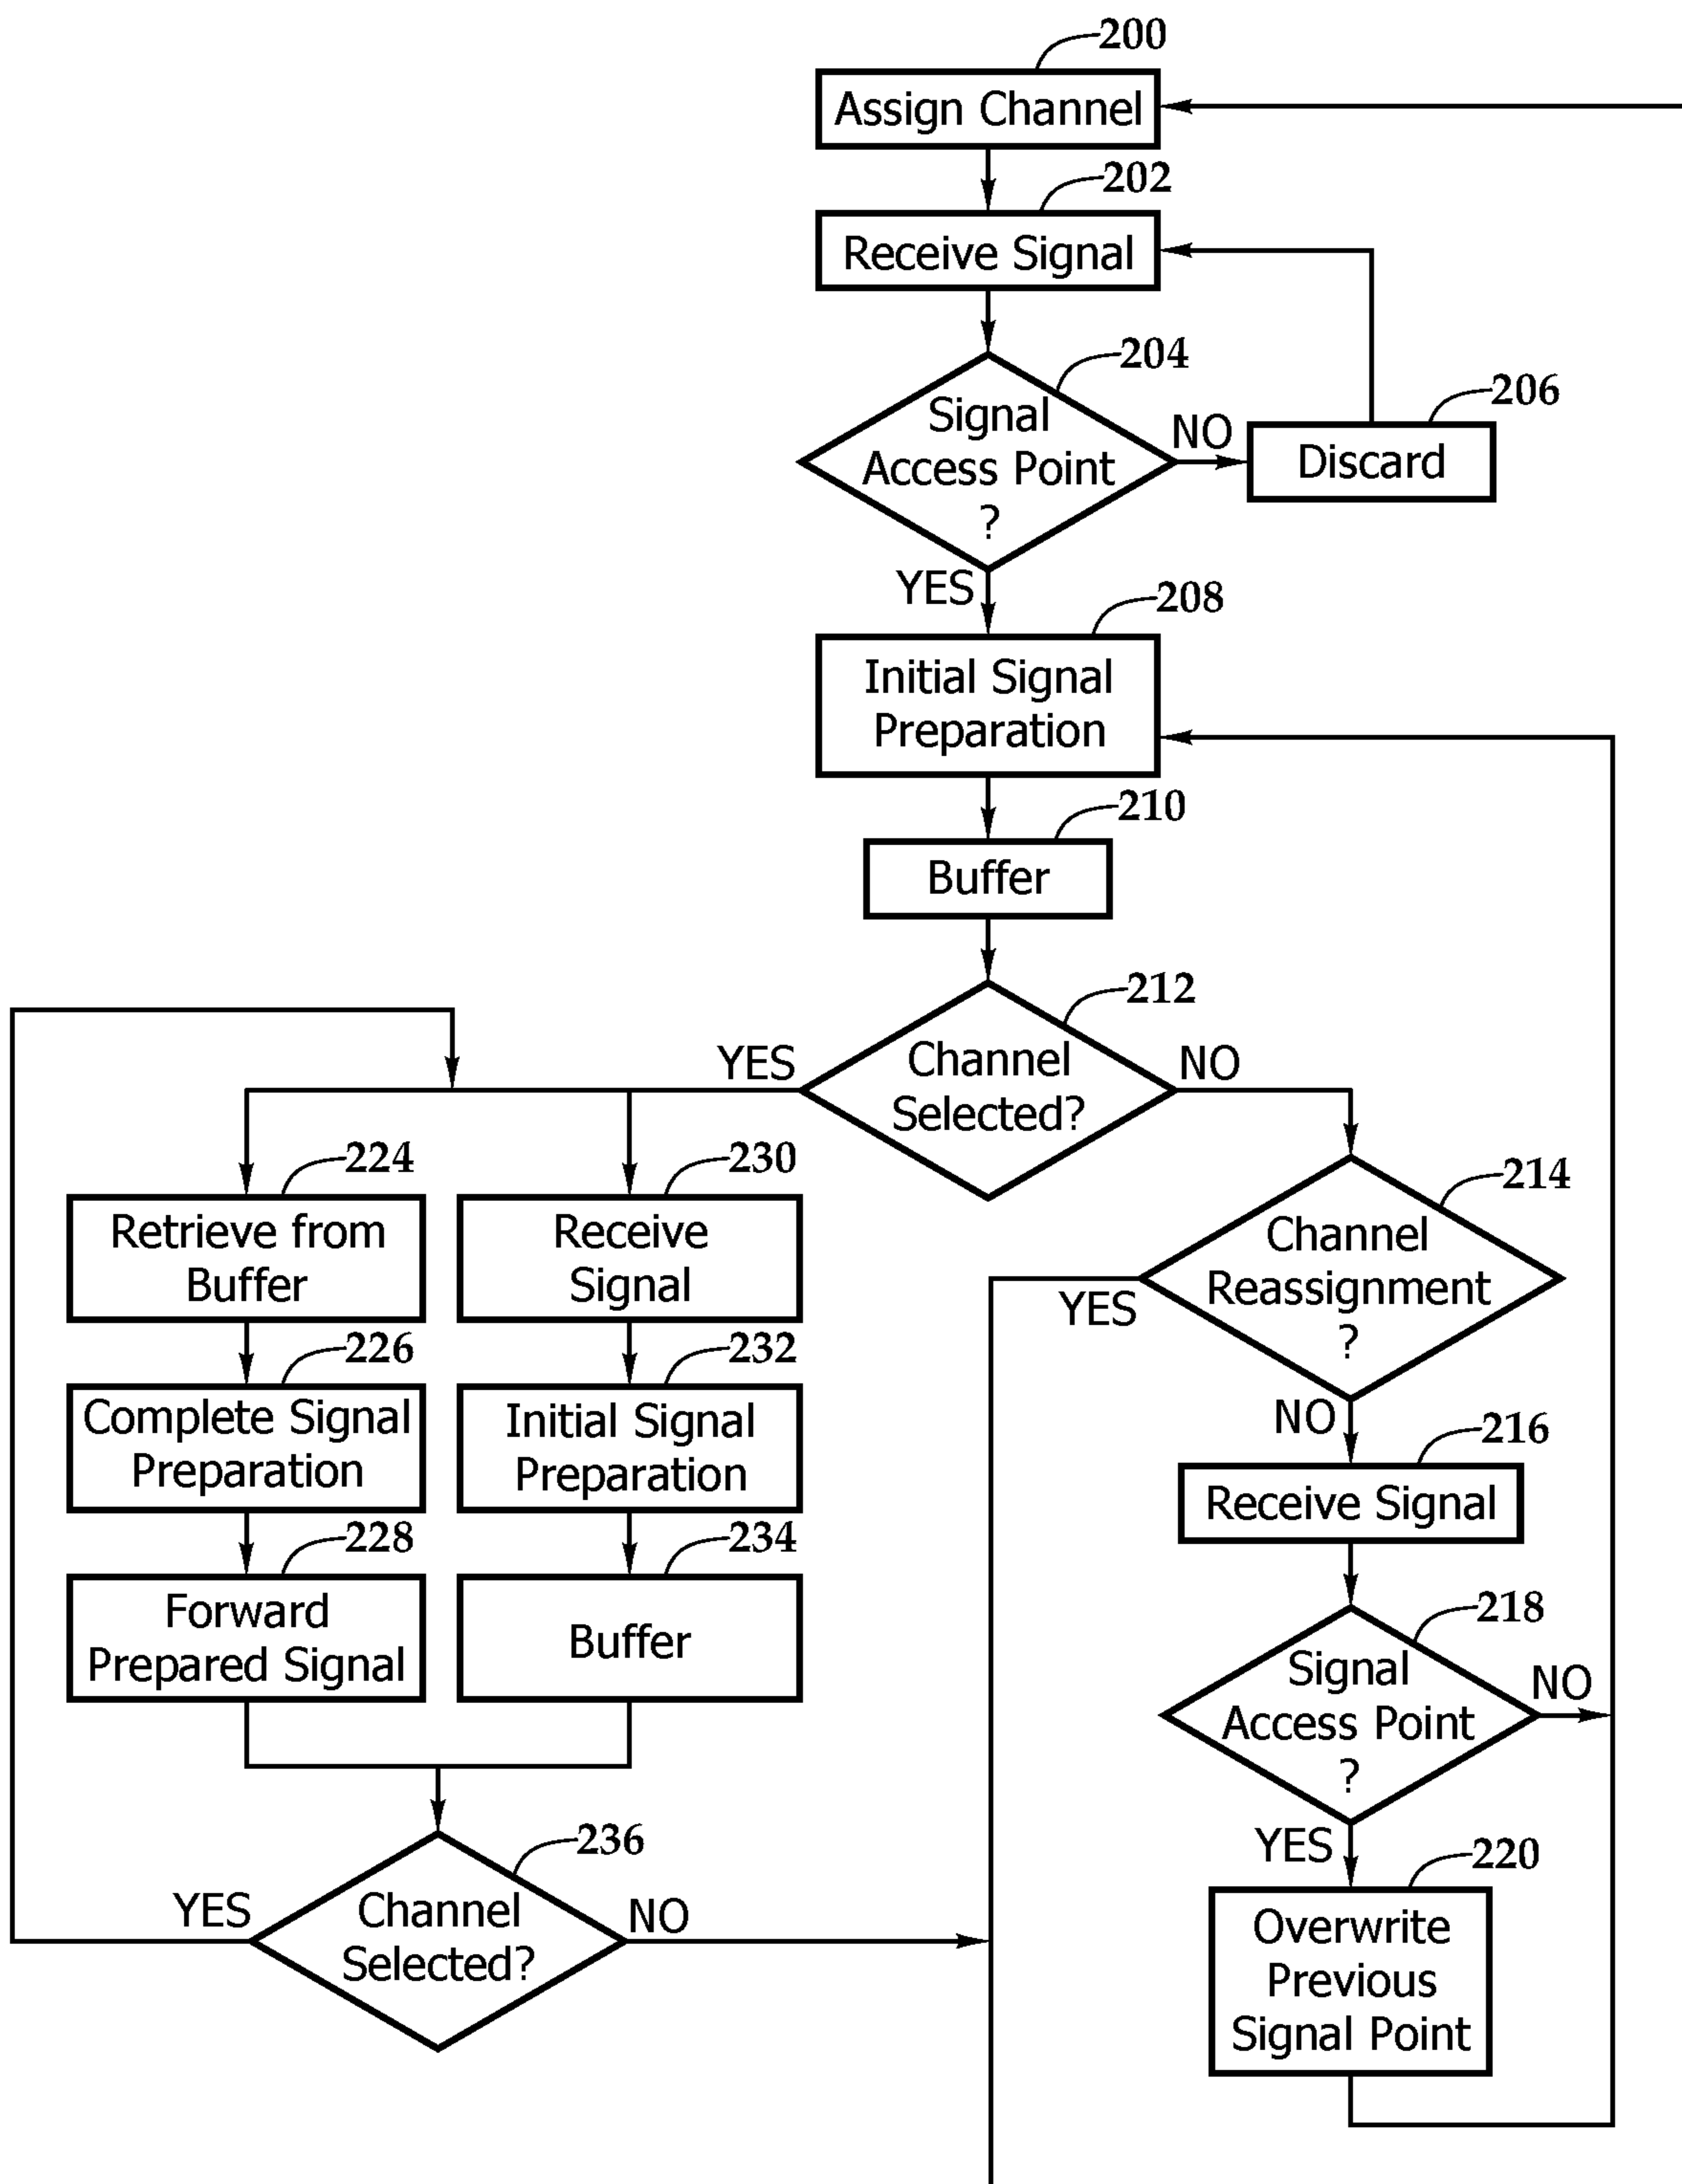 200
Assign Channel
202
Receive Signal
204
Signal
Access Point
?
NO
206
Discard
YES
208
Initial Signal
Preparation
210
Buffer
212
Channel
Selected?
YES
NO
214
Channel
Reassignment
?
YES
NO
216
Receive Signal
218
Signal
Access Point
?
NO
YES
220
Overwrite
Previous
Signal Point
224
Retrieve from
Buffer
226
Complete Signal
Preparation
228
Forward
Prepared Signal
230
Receive
Signal
232
Initial Signal
Preparation
234
Buffer
236
Channel
Selected?
YES
NO